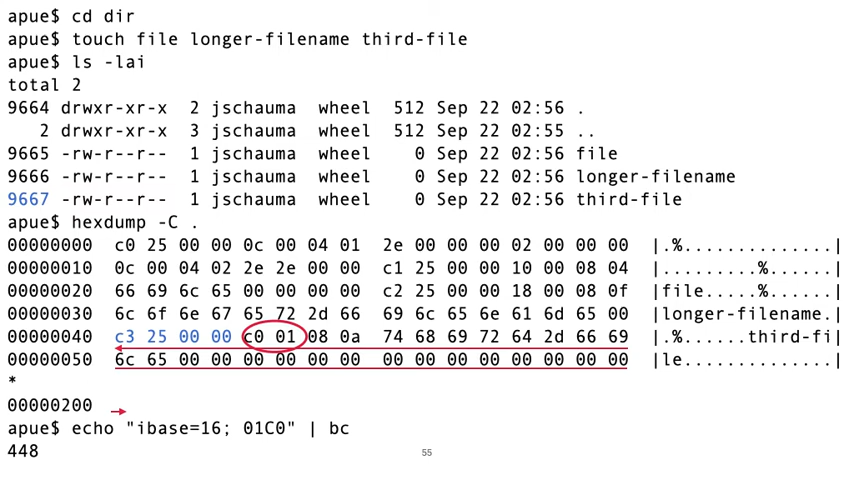 apue$ cd dir
apue$ touch file longer-filename third-file
apue$ ls -lai
total 2
9664 drwxr-xr-x  2 jschauma  wheel  512 Sep 22 02:56 .
   2 drwxr-xr-x  3 jschauma  wheel  512 Sep 22 02:55 ..
9665 -rw-r--r--  1 jschauma  wheel    0 Sep 22 02:56 file
9666 -rw-r--r--  1 jschauma  wheel    0 Sep 22 02:56 longer-filename
9667 -rw-r--r--  1 jschauma  wheel    0 Sep 22 02:56 third-file
apue$ hexdump -C .
00000000  c0 25 00 00 0c 00 04 01  2e 00 00 00 02 00 00 00  |.%..............|
00000010  0c 00 04 02 2e 2e 00 00  c1 25 00 00 10 00 08 04  |.........%......|
00000020  66 69 6c 65 00 00 00 00  c2 25 00 00 18 00 08 0f  |file.....%......|
00000030  6c 6f 6e 67 65 72 2d 66  69 6c 65 6e 61 6d 65 00  |longer-filename.|
00000040  c3 25 00 00 c0 01 08 0a  74 68 69 72 64 2d 66 69  |.%......third-fi|
00000050  6c 65 00 00 00 00 00 00  00 00 00 00 00 00 00 00  |le..............|
*
00000200
apue$ echo "ibase=16; 01C0" | bc
448
55